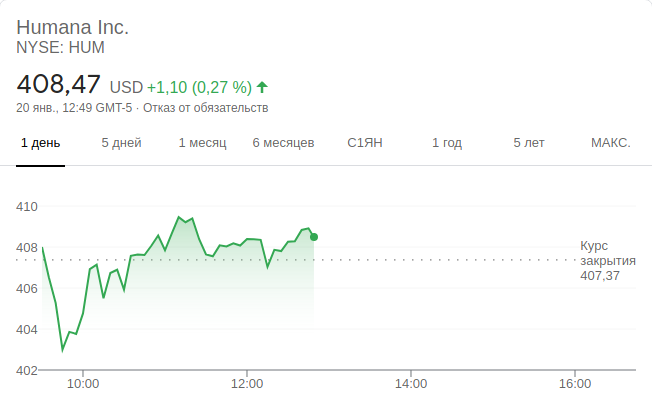 Humana Inc.
NYSE: HUM
408,47 USD +1,10 (0,27 %)
20 янв., 12:49 GMT-5 · Отказ от обязательств
1 день 5 дней 1 месяц 6 месяцев С1ЯН 1 год 5 лет МАКС.
410
408
Курс
закрытия
407,37
406
404
402
10:00 12:00 14:00 16:00